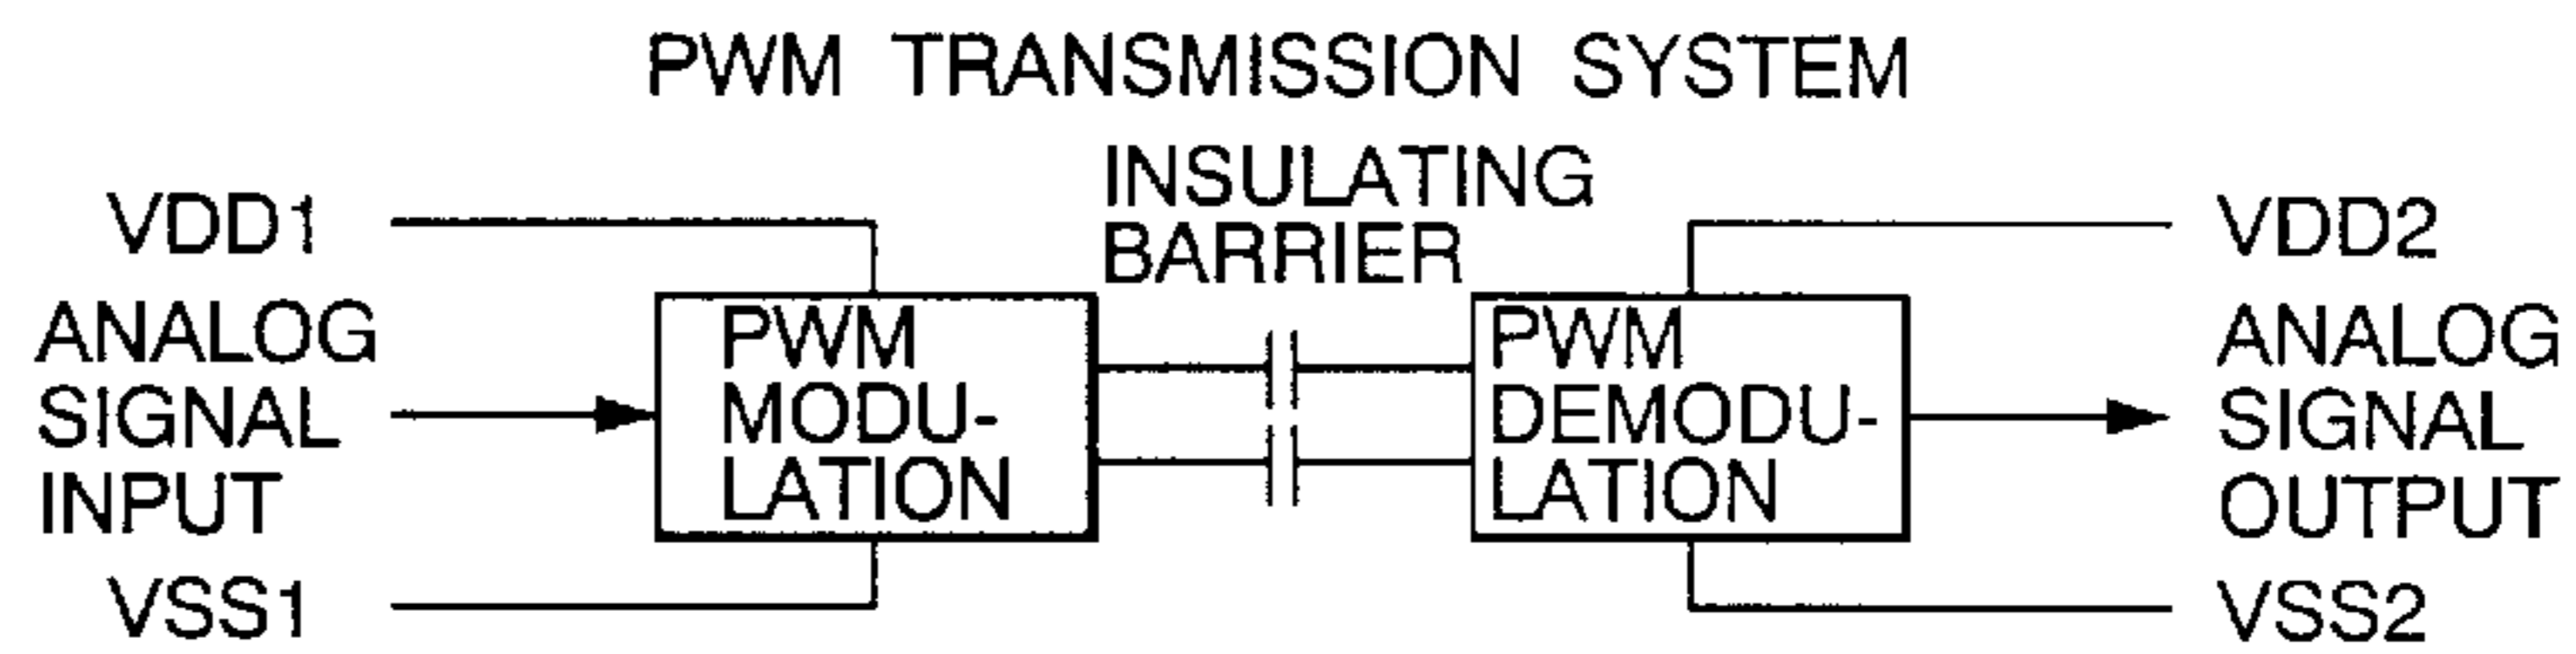 PWM TRANSMISSION SYSTEM
INSULATING
BARRIER
VDD1
ANALOG
SIGNAL
INPUT
VSS1
PWM
MODU-
LATION
PWM
DEMODU-
LATION
VDD2
ANALOG
SIGNAL
OUTPUT
VSS2